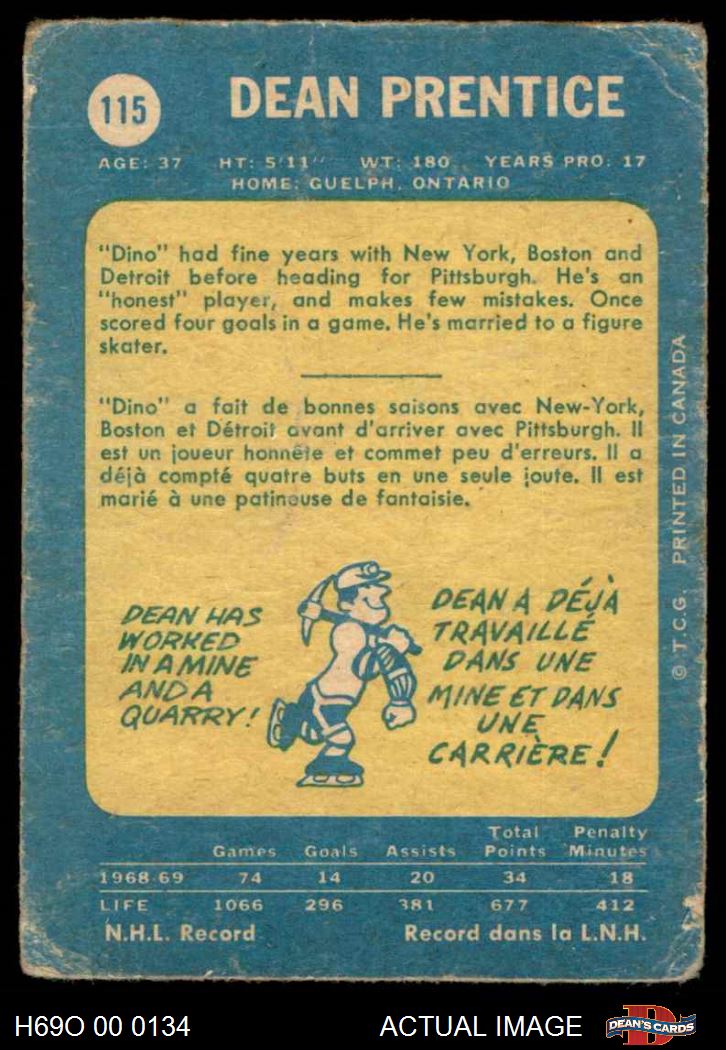 115
DEAN PRENTICE
AGE: 37 HT: 5'11" WT: 180 YEARS PRO: 17
HOME: GUELPH, ONTARIO
"Dino" had fine years with New York, Boston and
Detroit before heading for Pittsburgh. He's an
"honest" player, and makes few mistakes. Once
scored four goals in a game. He's married to a figure
skater.
"Dino" a fait de bonnes saisons avec New-York,
Boston et Détroit avant d'arriver avec Pittsburgh. Il
est un joueur honnête et commet peu d'erreurs. Il a
déjà compté quatre buts en une seule joute. Il est
marié à une patineuse de fantaisie.
DEAN HAS
WORKED
IN A MINE
AND A
QUARRY!
DEAN A DÉJÀ
TRAVAILLÉ
DANS UNE
MINE ET DANS
UNE
CARRIÈRE!
© T.C.G. PRINTED IN CANADA
Total Penalty
Games Goals Assists Points Minutes
1968-69 74 14 20 34 18
LIFE 1066 296 381 677 412
N.H.L. Record Record dans la L.N.H.
H69O 00 0134 ACTUAL IMAGE D DEAN'S CARDS